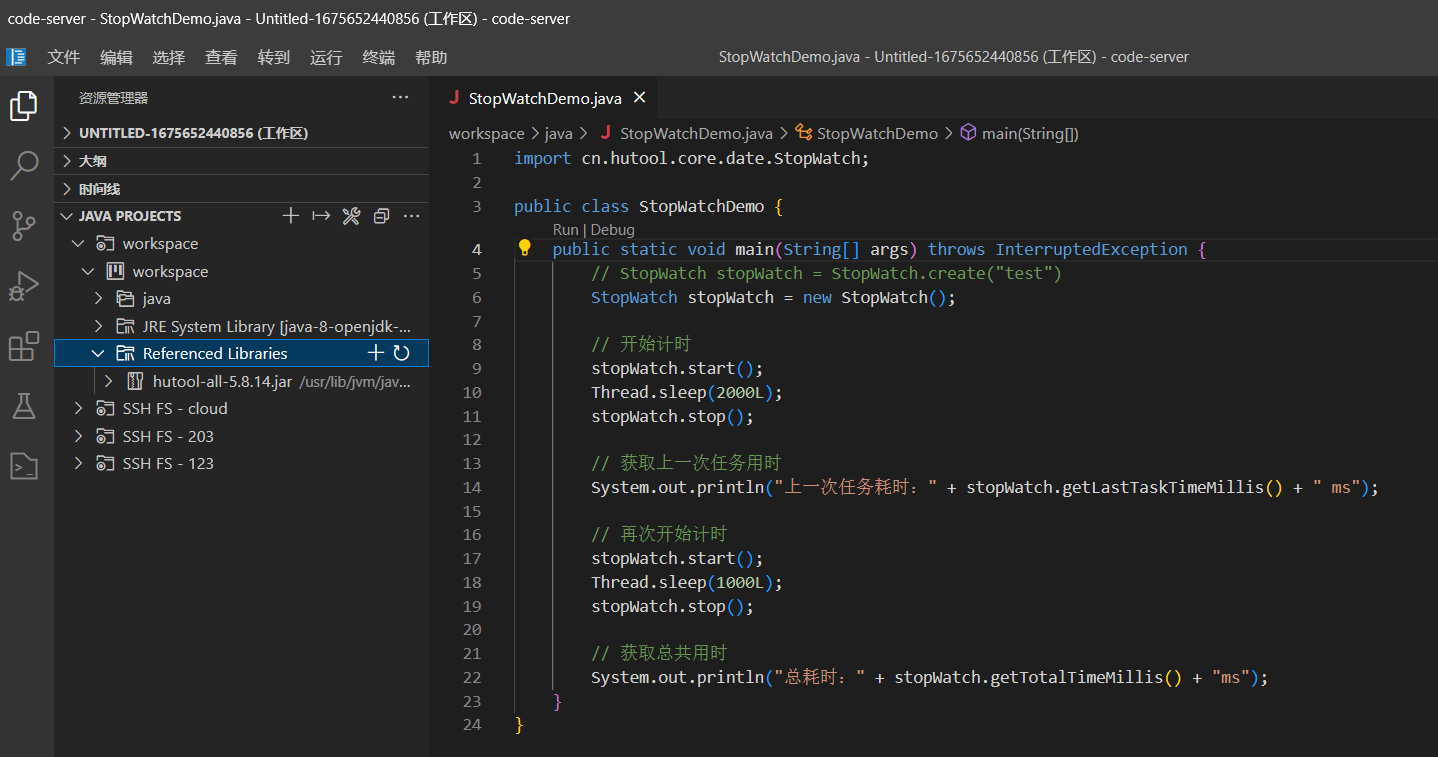 code-server - StopWatchDemo.java - Untitled-1675652440856 (工作区) - code-server
文件 编辑 选择 查看 转到 运行 终端 帮助
StopWatchDemo.java - Untitled-1675652440856 (工作区) - code-server
资源管理器
UNTITLED-1675652440856 (工作区)
大纲
时间线
JAVA PROJECTS
workspace
workspace
java
JRE System Library [java-8-openjdk-...
Referenced Libraries
hutool-all-5.8.14.jar /usr/lib/jvm/jav...
SSH FS - cloud
SSH FS - 203
SSH FS - 123
J StopWatchDemo.java
workspace > java > J StopWatchDemo.java > StopWatchDemo > main(String[])
1 import cn.hutool.core.date.StopWatch;
2
3 public class StopWatchDemo {
Run | Debug
4 public static void main(String[] args) throws InterruptedException {
5 // StopWatch stopWatch = StopWatch.create("test")
6 StopWatch stopWatch = new StopWatch();
7
8 // 开始计时
9 stopWatch.start();
10 Thread.sleep(2000L);
11 stopWatch.stop();
12
13 // 获取上一次任务用时
14 System.out.println("上一次任务耗时：" + stopWatch.getLastTaskTimeMillis() + " ms");
15
16 // 再次开始计时
17 stopWatch.start();
18 Thread.sleep(1000L);
19 stopWatch.stop();
20
21 // 获取总共用时
22 System.out.println("总耗时：" + stopWatch.getTotalTimeMillis() + "ms");
23 }
24 }